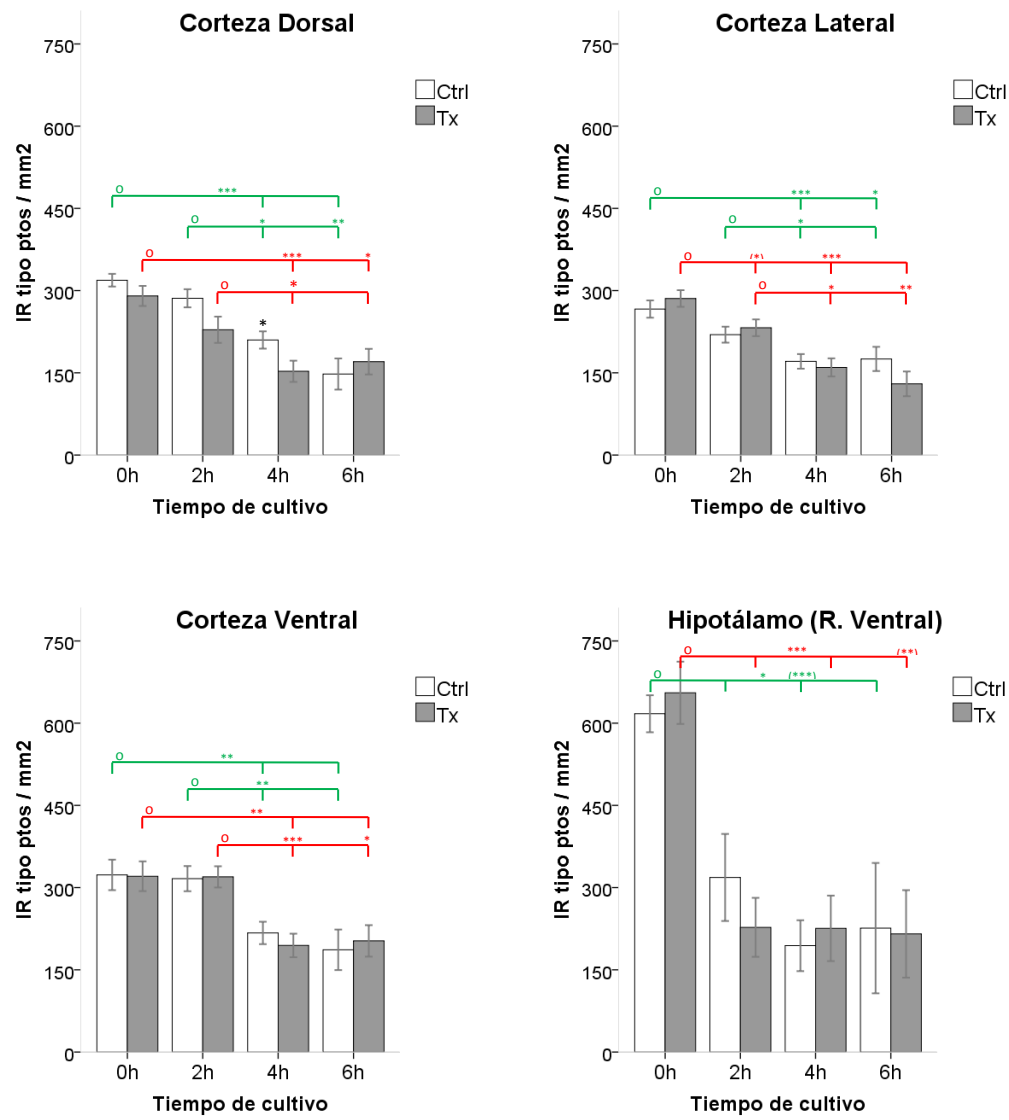 Corteza Dorsal
IR tipo ptos / mm2
750
600
450
300
150
0
Ctrl
Tx
o ***
o * **
o *** *
o *
*
0h 2h 4h 6h
Tiempo de cultivo
Corteza Lateral
IR tipo ptos / mm2
750
600
450
300
150
0
Ctrl
Tx
o *** *
o *
o (*) ***
o * **
0h 2h 4h 6h
Tiempo de cultivo
Corteza Ventral
IR tipo ptos / mm2
750
600
450
300
150
0
Ctrl
Tx
o **
o **
o **
o *** *
0h 2h 4h 6h
Tiempo de cultivo
Hipotálamo (R. Ventral)
IR tipo ptos / mm2
750
600
450
300
150
0
Ctrl
Tx
o *** (**)
o * (***)
0h 2h 4h 6h
Tiempo de cultivo